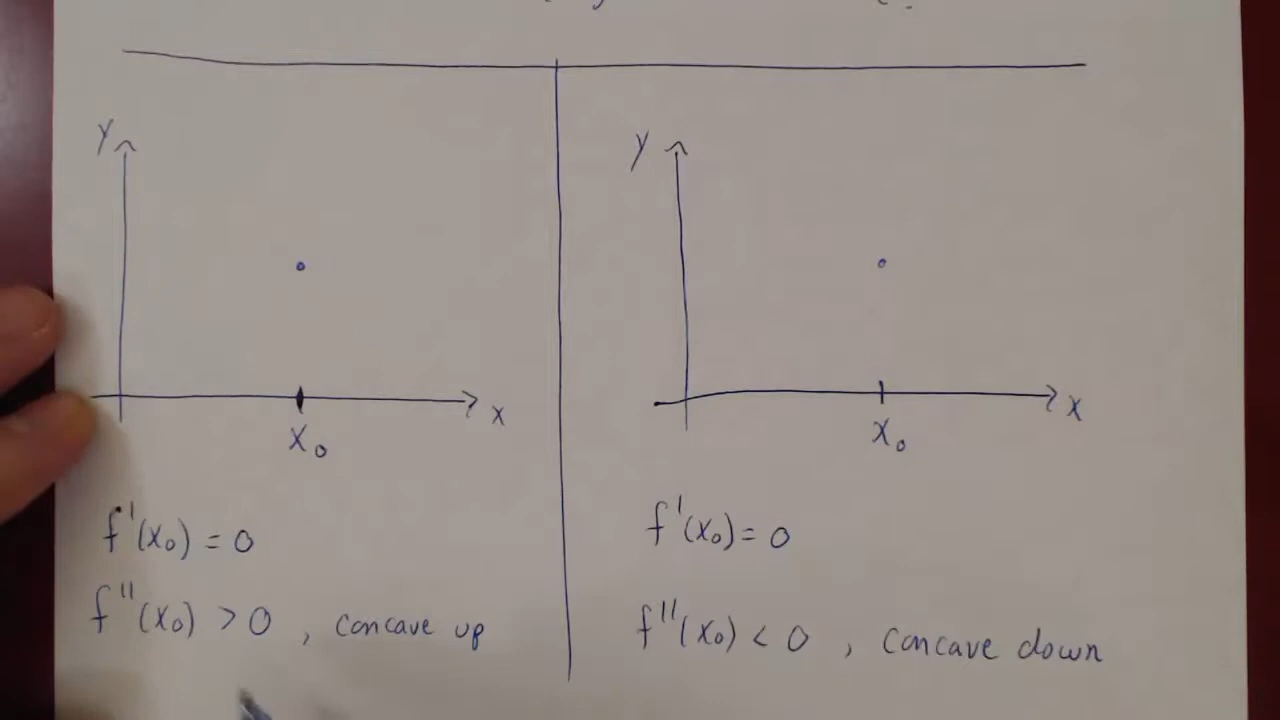 y
x
x₀
f'(x₀) = 0
f''(x₀) > 0 , concave up
y
x
x₀
f'(x₀) = 0
f''(x₀) < 0 , concave down